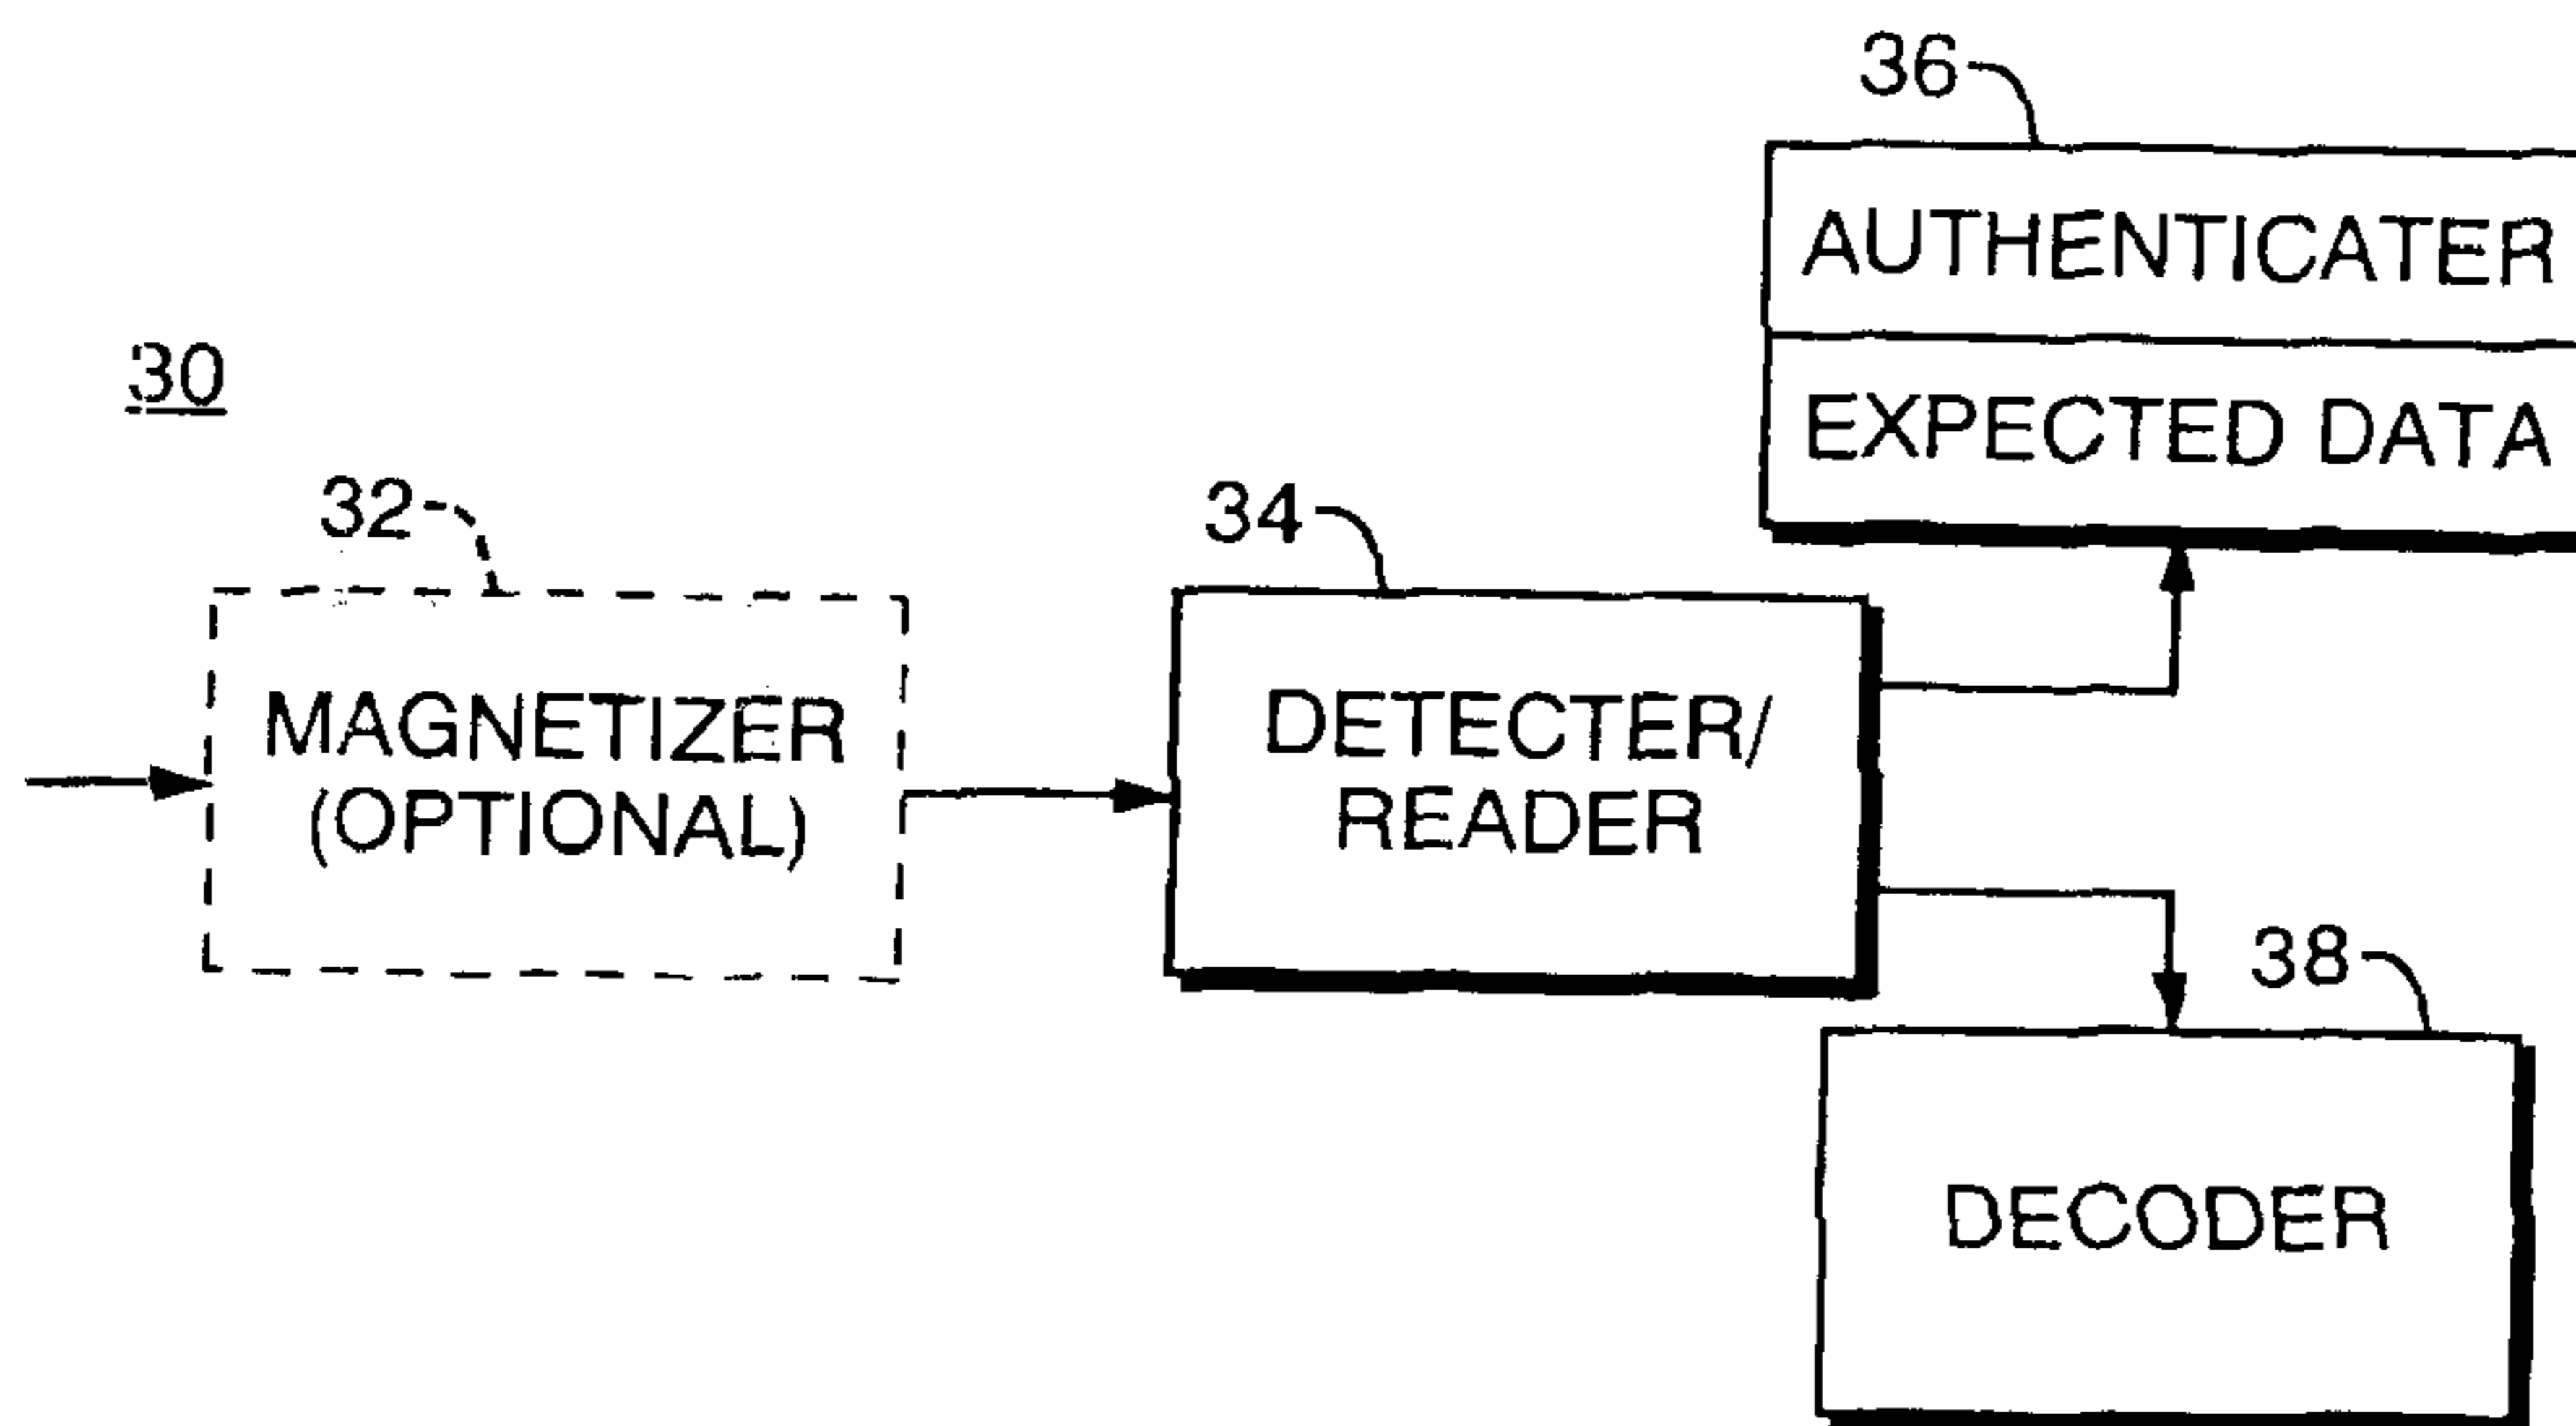 36
AUTHENTICATER
EXPECTED DATA
30
32
MAGNETIZER
(OPTIONAL)
34
DETECTER/
READER
38
DECODER